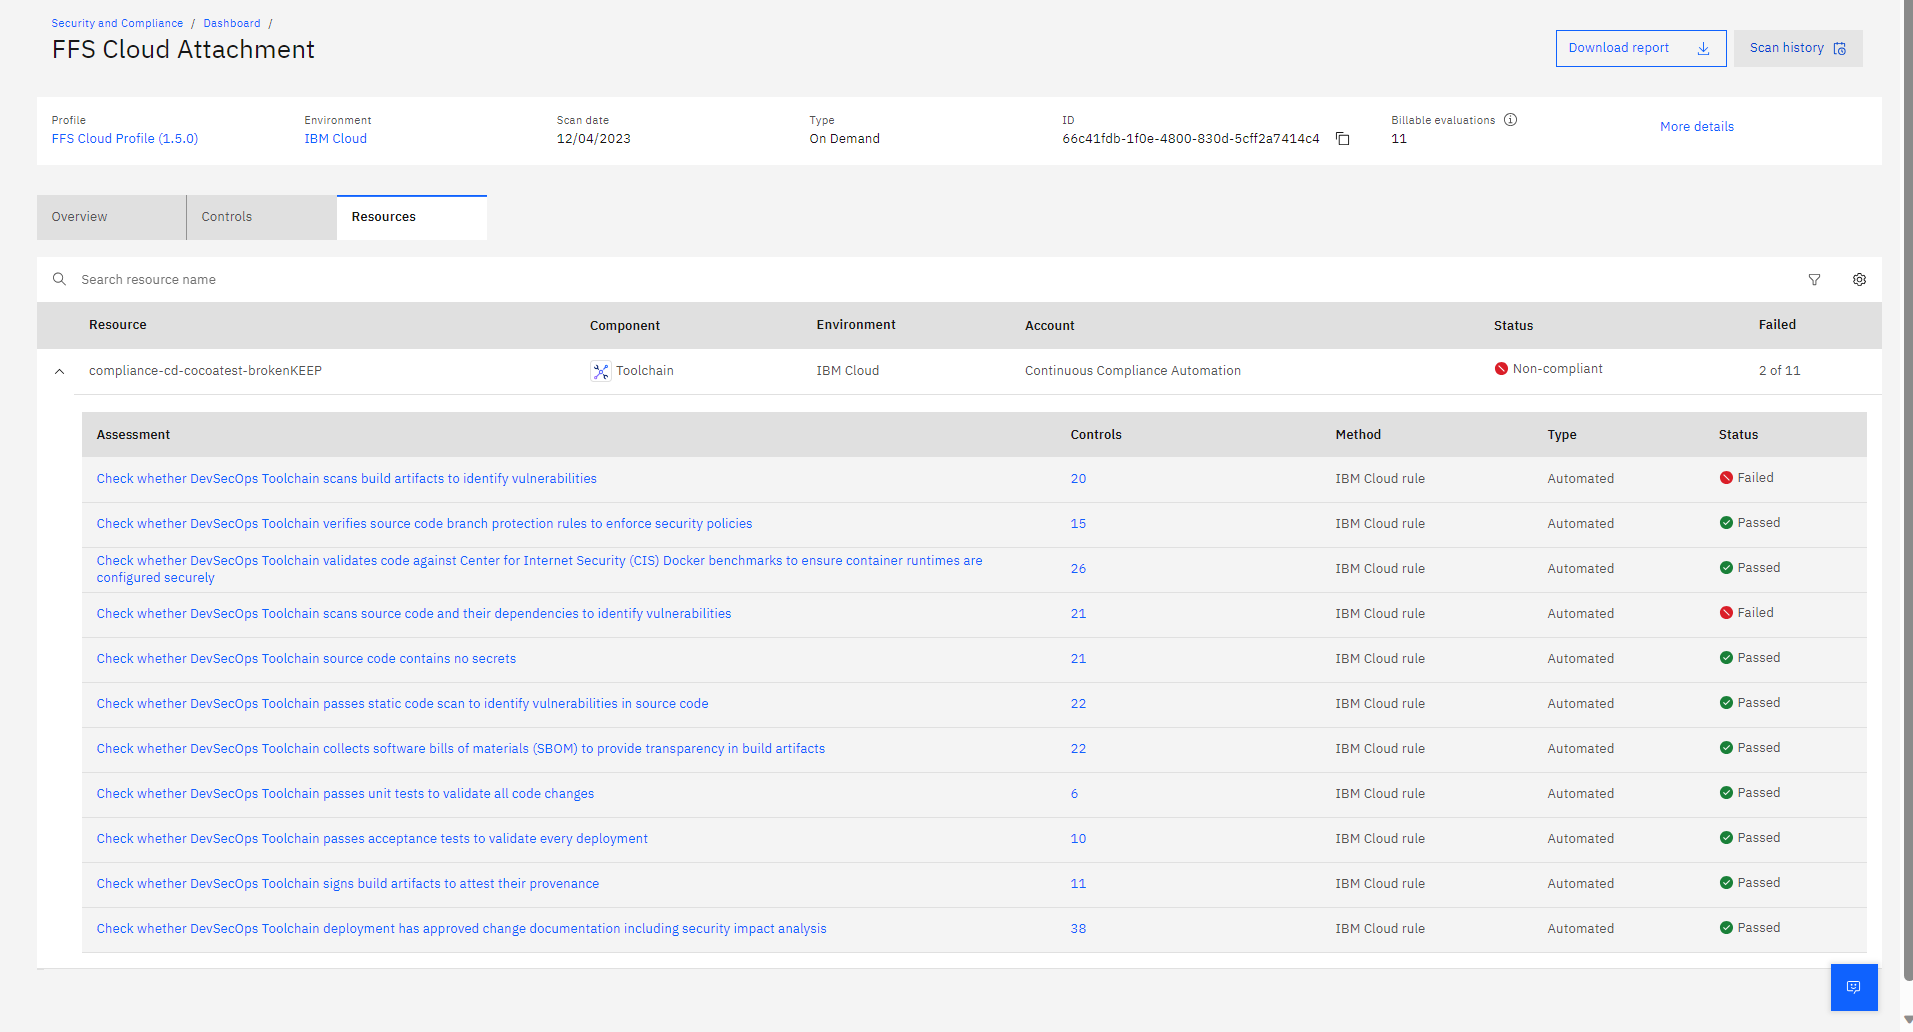 Security and Compliance / Dashboard /
FFS Cloud Attachment
Download report
Scan history
Profile Environment Scan date Type ID Billable evaluations
FFS Cloud Profile (1.5.0) IBM Cloud 12/04/2023 On Demand 66c41fdb-1f0e-4800-830d-5cff2a7414c4 11 More details
Overview Controls Resources
Search resource name
Resource Component Environment Account Status Failed
compliance-cd-cocoatest-brokenKEEP Toolchain IBM Cloud Continuous Compliance Automation Non-compliant 2 of 11
Assessment Controls Method Type Status
Check whether DevSecOps Toolchain scans build artifacts to identify vulnerabilities 20 IBM Cloud rule Automated Failed
Check whether DevSecOps Toolchain verifies source code branch protection rules to enforce security policies 15 IBM Cloud rule Automated Passed
Check whether DevSecOps Toolchain validates code against Center for Internet Security (CIS) Docker benchmarks to ensure container runtimes are
configured securely 26 IBM Cloud rule Automated Passed
Check whether DevSecOps Toolchain scans source code and their dependencies to identify vulnerabilities 21 IBM Cloud rule Automated Failed
Check whether DevSecOps Toolchain source code contains no secrets 21 IBM Cloud rule Automated Passed
Check whether DevSecOps Toolchain passes static code scan to identify vulnerabilities in source code 22 IBM Cloud rule Automated Passed
Check whether DevSecOps Toolchain collects software bills of materials (SBOM) to provide transparency in build artifacts 22 IBM Cloud rule Automated Passed
Check whether DevSecOps Toolchain passes unit tests to validate all code changes 6 IBM Cloud rule Automated Passed
Check whether DevSecOps Toolchain passes acceptance tests to validate every deployment 10 IBM Cloud rule Automated Passed
Check whether DevSecOps Toolchain signs build artifacts to attest their provenance 11 IBM Cloud rule Automated Passed
Check whether DevSecOps Toolchain deployment has approved change documentation including security impact analysis 38 IBM Cloud rule Automated Passed